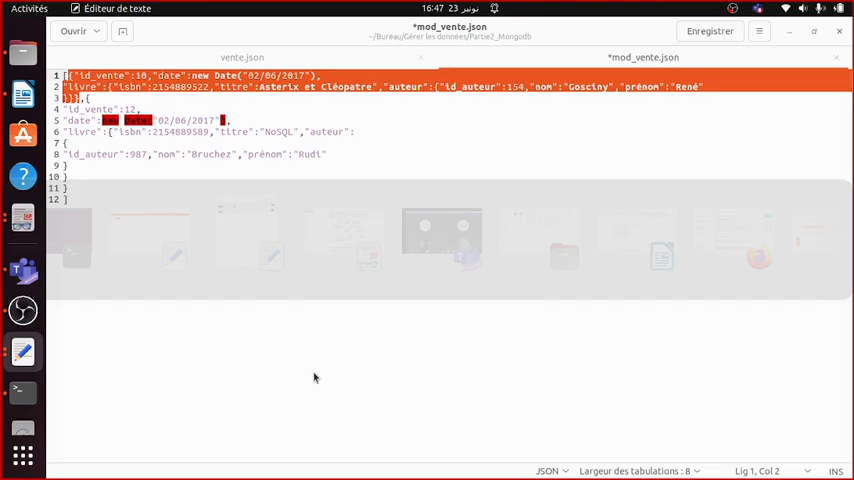 Activités
Éditeur de texte
16:47 23 نونبر
Ouvrir
*mod_vente.json
~/Bureau/Gérer les données/Partie2_Mongodb
Enregistrer
vente.json
*mod_vente.json
1 [{"id_vente":10,"date":new Date("02/06/2017"),
2 "livre":{"isbn":2154889522,"titre":Asterix et Cléopatre","auteur":{"id_auteur":154,"nom":"Gosciny","prénom":"René"
3 }}},{
4 "id_vente":12,
5 "date":new Date("02/06/2017"),
6 "livre":{"isbn":2154889589,"titre":"NoSQL","auteur":
7 {
8 "id_auteur":987,"nom":"Bruchez","prénom":"Rudi"
9 }
10 }
11 }
12 ]
JSON
Largeur des tabulations : 8
Lig 1, Col 2
INS